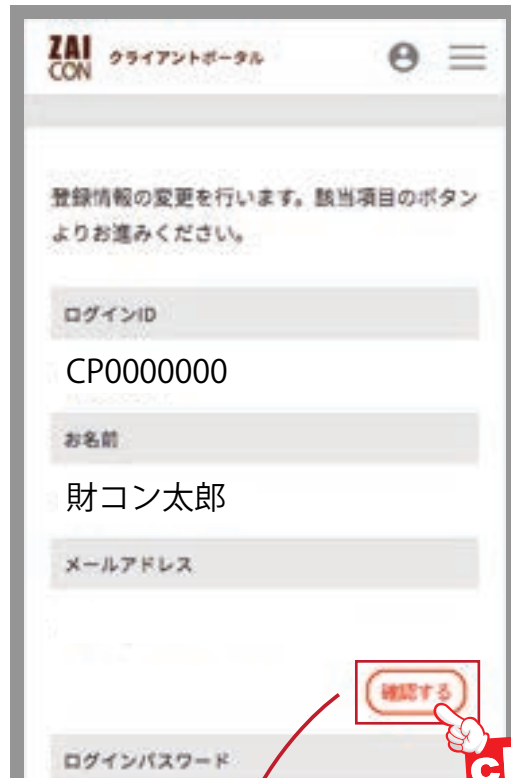 ZAI
CON クライアントポータル
登録情報の変更を行います。該当項目のボタン
よりお進みください。
ログインID
CP0000000
お名前
財コン太郎
メールアドレス
確認する
ログインパスワード